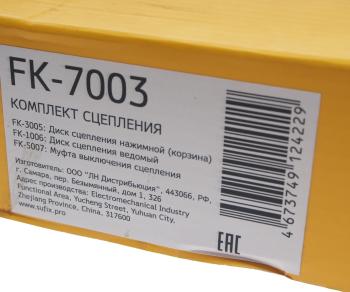 FK-7003
КОМПЛЕКТ СЦЕПЛЕНИЯ
FK-3005: Диск сцепления нажимной (корзина)
FK-1006: Диск сцепления ведомый
FK-5007: Муфта выключения сцепления
Изготовитель: ООО "ЛН Дистрибьюция", 443066, РФ,
г. Самара, пер. Безымянный, дом 1, 326
Адрес производства: Electromechanical Industry
Functional Area, Yucheng Street, Yuhuan City,
Zhejiang Province, China, 317600
www.sufix.pro
EAC
4673749124229